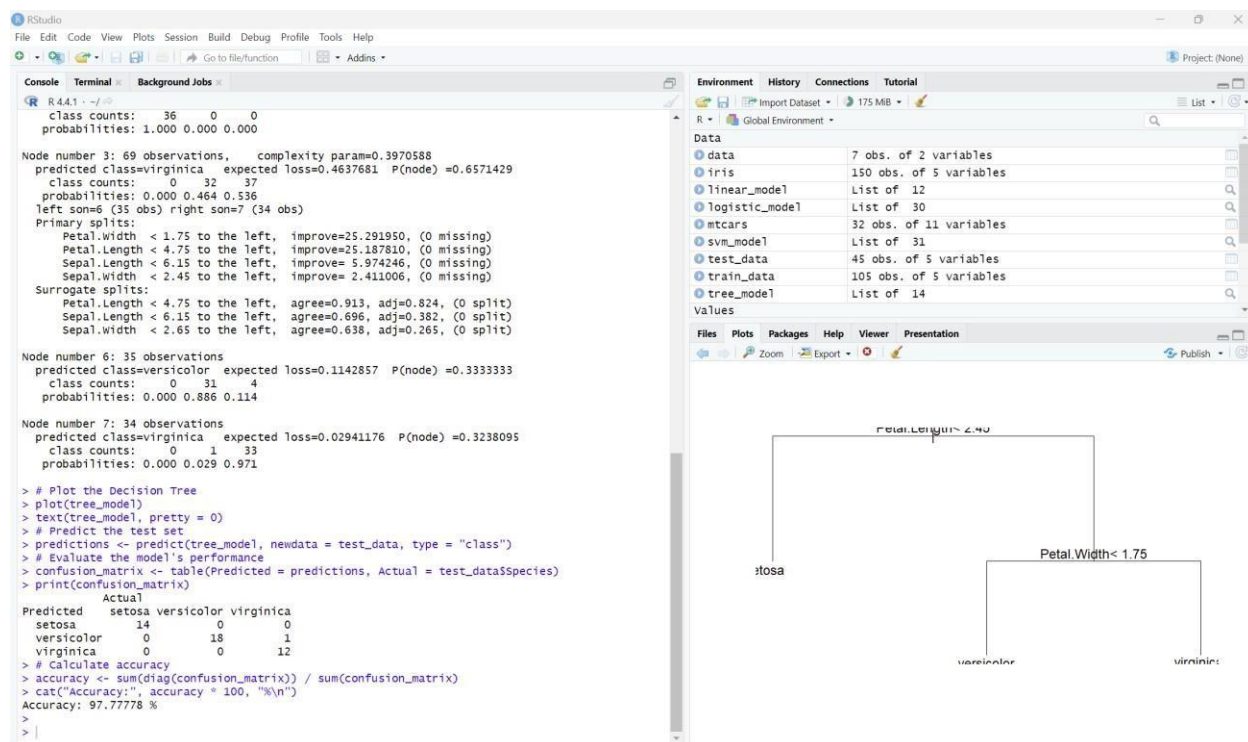 RStudio
File Edit Code View Plots Session Build Debug Profile Tools Help
Go to file/function Addins
Project: (None)
Console Terminal Background Jobs
R 4.4.1 · ~/
class counts: 36 0 0
probabilities: 1.000 0.000 0.000
Node number 3: 69 observations, complexity param=0.3970588
predicted class=virginica expected loss=0.4637681 P(node) =0.6571429
class counts: 0 32 37
probabilities: 0.000 0.464 0.536
left son=6 (35 obs) right son=7 (34 obs)
Primary splits:
Petal.Width < 1.75 to the left, improve=25.291950, (0 missing)
Petal.Length < 4.75 to the left, improve=25.187810, (0 missing)
Sepal.Length < 6.15 to the left, improve= 5.974246, (0 missing)
Sepal.Width < 2.45 to the left, improve= 2.411006, (0 missing)
Surrogate splits:
Petal.Length < 4.75 to the left, agree=0.913, adj=0.824, (0 split)
Sepal.Length < 6.15 to the left, agree=0.696, adj=0.382, (0 split)
Sepal.Width < 2.65 to the left, agree=0.638, adj=0.265, (0 split)
Node number 6: 35 observations
predicted class=versicolor expected loss=0.1142857 P(node) =0.3333333
class counts: 0 31 4
probabilities: 0.000 0.886 0.114
Node number 7: 34 observations
predicted class=virginica expected loss=0.02941176 P(node) =0.3238095
class counts: 0 1 33
probabilities: 0.000 0.029 0.971
> # Plot the Decision Tree
> plot(tree_model)
> text(tree_model, pretty = 0)
> # Predict the test set
> predictions <- predict(tree_model, newdata = test_data, type = "class")
> # Evaluate the model's performance
> confusion_matrix <- table(Predicted = predictions, Actual = test_data$Species)
> print(confusion_matrix)
Actual
Predicted setosa versicolor virginica
setosa 14 0 0
versicolor 0 18 1
virginica 0 0 12
> # Calculate accuracy
> accuracy <- sum(diag(confusion_matrix)) / sum(confusion_matrix)
> cat("Accuracy:", accuracy * 100, "%\n")
Accuracy: 97.77778 %
>
>
Environment History Connections Tutorial
Import Dataset 175 MiB List
R Global Environment
Data
data 7 obs. of 2 variables
iris 150 obs. of 5 variables
linear_model List of 12
logistic_model List of 30
mtcars 32 obs. of 11 variables
svm_model List of 31
test_data 45 obs. of 5 variables
train_data 105 obs. of 5 variables
tree_model List of 14
Values
Files Plots Packages Help Viewer Presentation
Zoom Export Publish
Petal.Length< 2.45
Petal.Width< 1.75
etosa
versicolor virginica